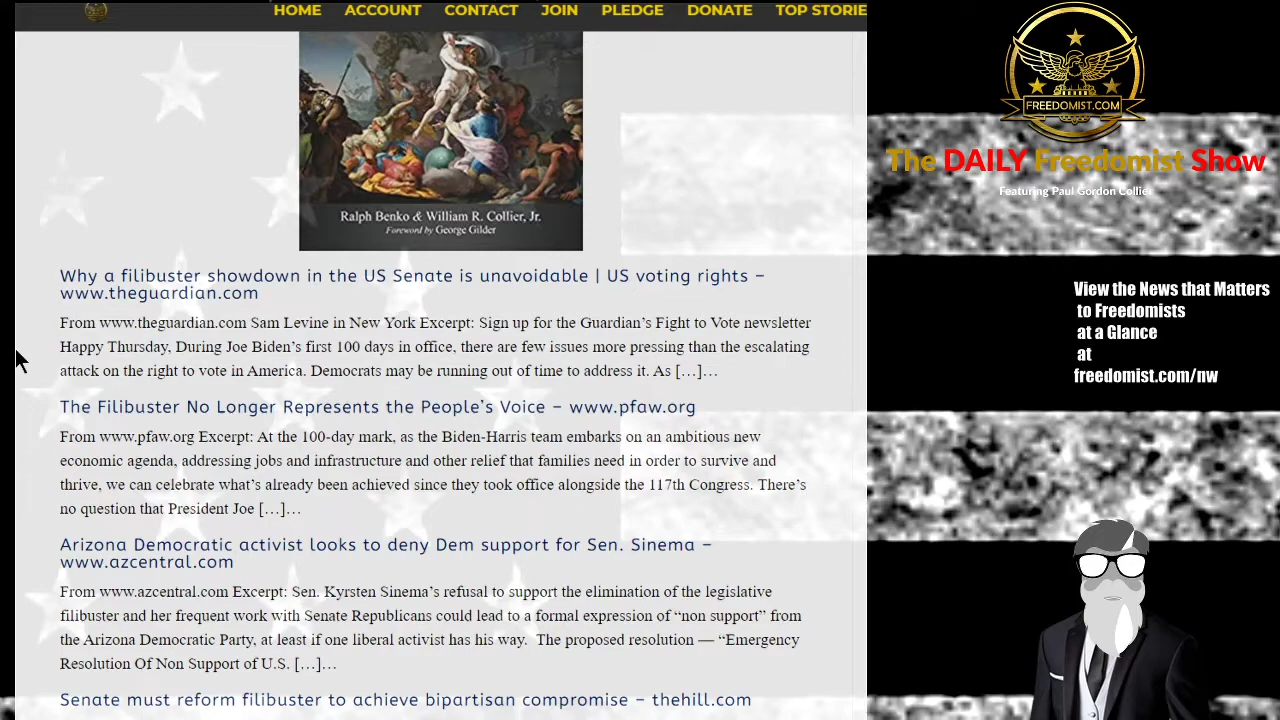 HOME ACCOUNT CONTACT JOIN PLEDGE DONATE TOP STORIE
Ralph Benko & William R. Collier, Jr.
Foreword by George Gilder
Why a filibuster showdown in the US Senate is unavoidable | US voting rights –
www.theguardian.com
From www.theguardian.com Sam Levine in New York Excerpt: Sign up for the Guardian’s Fight to Vote newsletter
Happy Thursday, During Joe Biden’s first 100 days in office, there are few issues more pressing than the escalating
attack on the right to vote in America. Democrats may be running out of time to address it. As […]…
The Filibuster No Longer Represents the People’s Voice – www.pfaw.org
From www.pfaw.org Excerpt: At the 100-day mark, as the Biden-Harris team embarks on an ambitious new
economic agenda, addressing jobs and infrastructure and other relief that families need in order to survive and
thrive, we can celebrate what’s already been achieved since they took office alongside the 117th Congress. There’s
no question that President Joe […]…
Arizona Democratic activist looks to deny Dem support for Sen. Sinema –
www.azcentral.com
From www.azcentral.com Excerpt: Sen. Kyrsten Sinema’s refusal to support the elimination of the legislative
filibuster and her frequent work with Senate Republicans could lead to a formal expression of “non support” from
the Arizona Democratic Party, at least if one liberal activist has his way.  The proposed resolution — “Emergency
Resolution Of Non Support of U.S. […]…
Senate must reform filibuster to achieve bipartisan compromise – thehill.com
FREEDOMIST.COM
The DAILY Freedomist Show
Featuring Paul Gordon Collier
View the News that Matters
to Freedomists
at a Glance
at
freedomist.com/nw